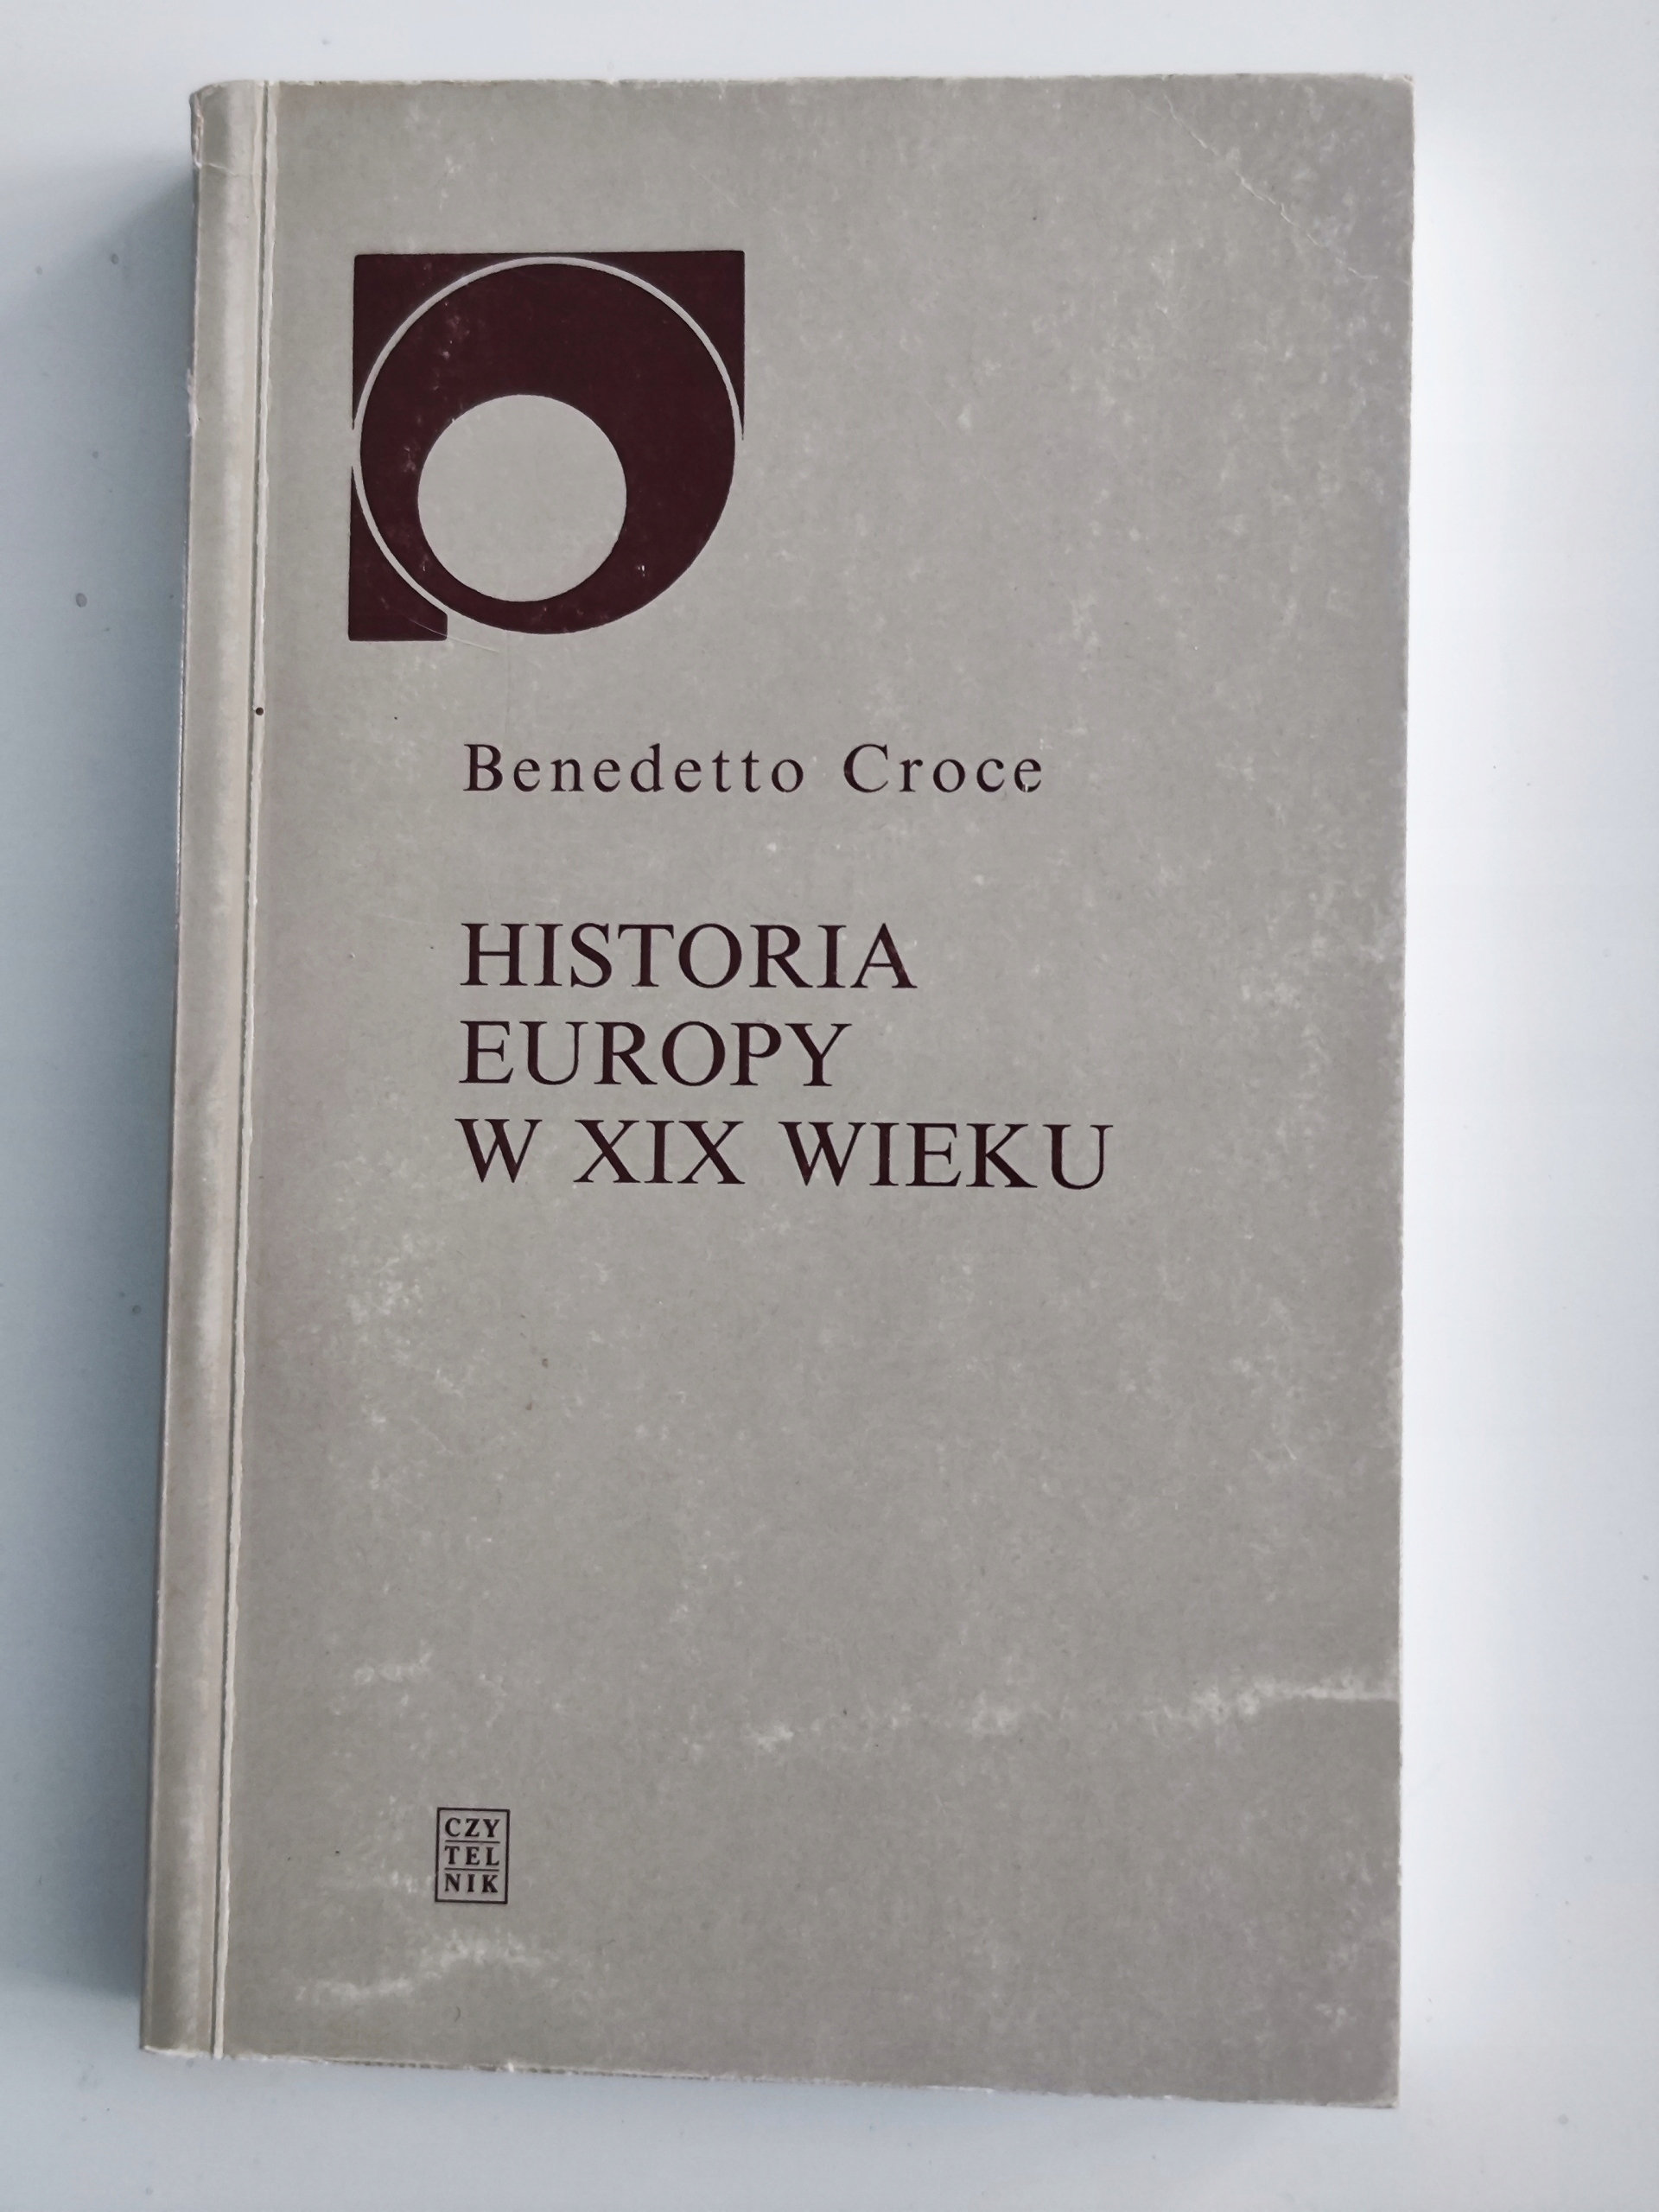 Benedetto Croce
HISTORIA
EUROPY
W XIX WIEKU
CZY
TEL
NIK